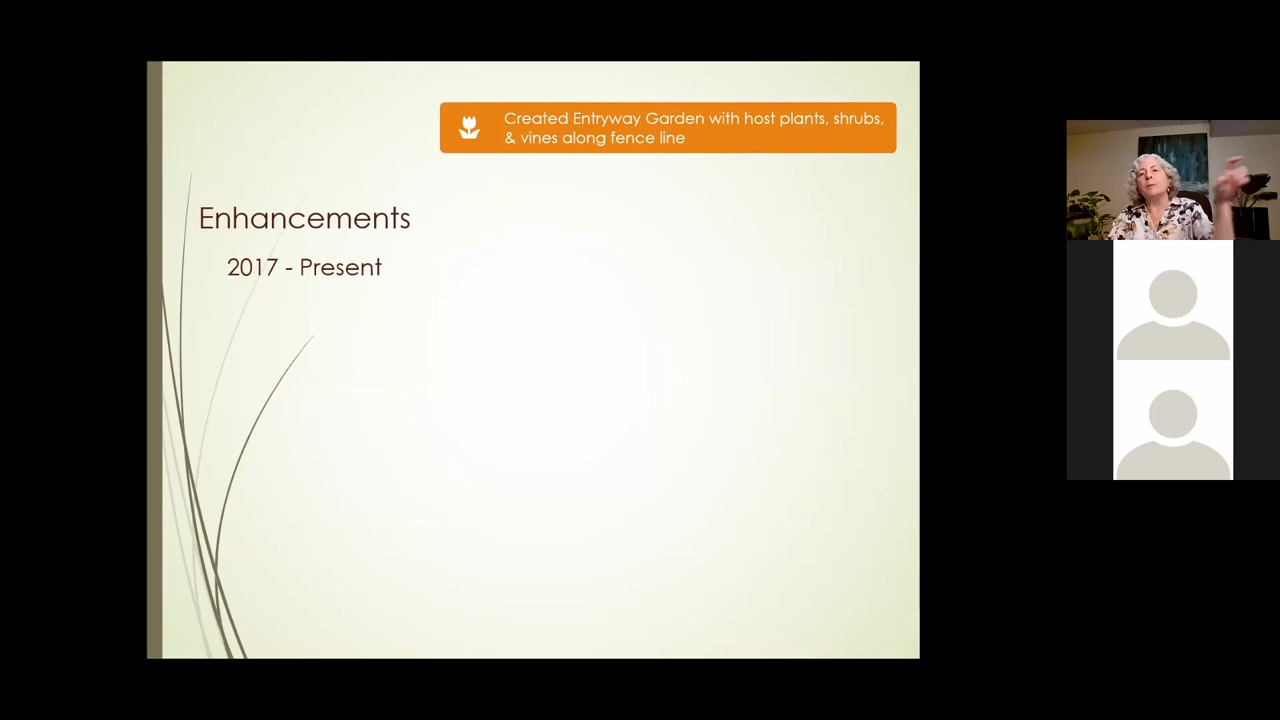 Created Entryway Garden with host plants, shrubs,
& vines along fence line
Enhancements
2017 - Present